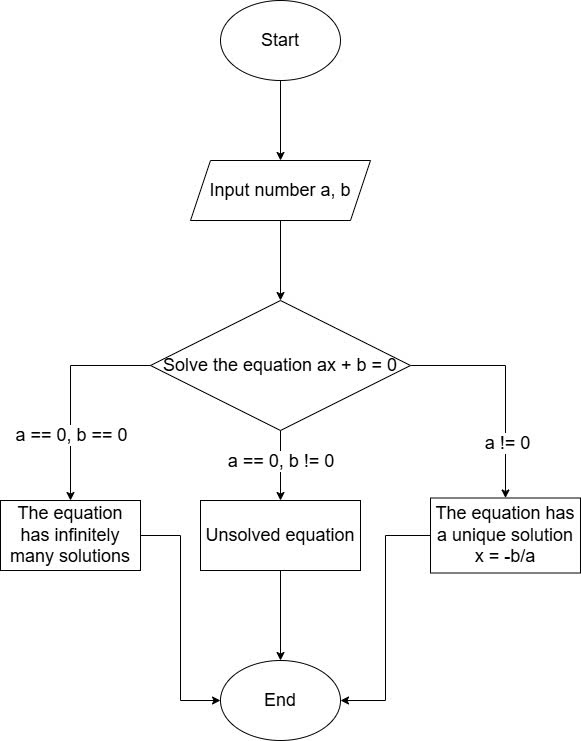 Start
Input number a, b
Solve the equation ax + b = 0
a == 0, b == 0
a == 0, b != 0
a != 0
The equation
has infinitely
many solutions
Unsolved equation
The equation has
a unique solution
x = -b/a
End